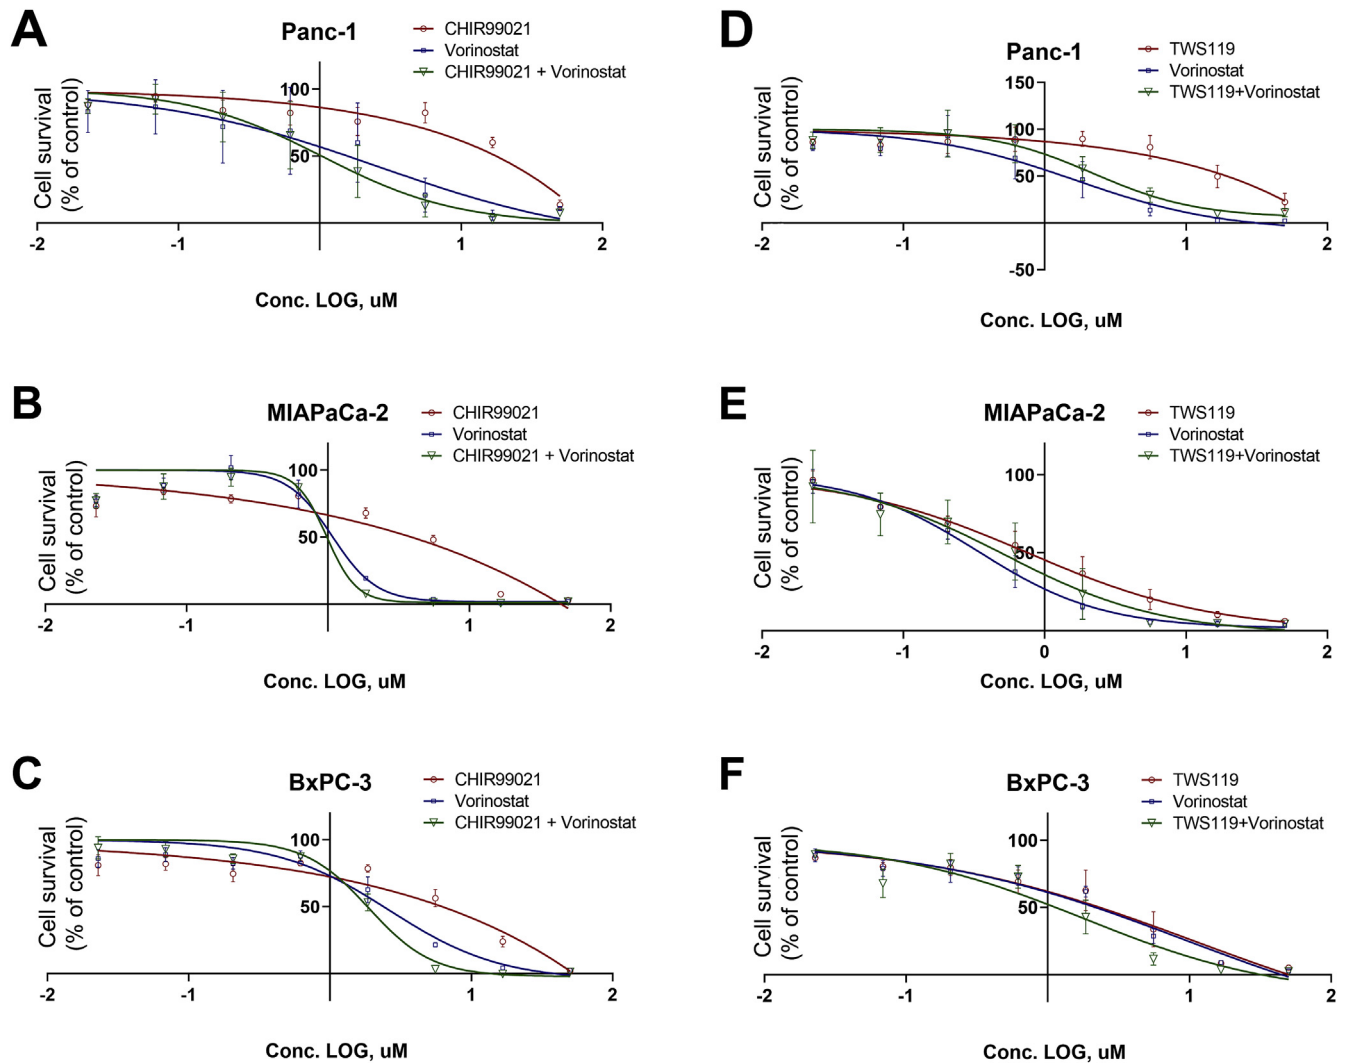 A
Panc-1
CHIR99021
Vorinostat
CHIR99021 + Vorinostat
Cell survival
(% of control)
100
50
-2
-1
0
1
2
Conc. LOG, uM
D
Panc-1
TWS119
Vorinostat
TWS119+Vorinostat
Cell survival
(% of control)
150
100
50
-50
-2
-1
1
2
Conc. LOG, uM
B
MIAPaCa-2
CHIR99021
Vorinostat
CHIR99021 + Vorinostat
Cell survival
(% of control)
100
50
-2
-1
0
1
2
Conc. LOG, uM
E
MIAPaCa-2
TWS119
Vorinostat
TWS119+Vorinostat
Cell survival
(% of control)
100
50
-2
-1
0
1
2
Conc. LOG, uM
C
BxPC-3
CHIR99021
Vorinostat
CHIR99021 + Vorinostat
Cell survival
(% of control)
100
50
-2
-1
0
1
2
Conc. LOG, uM
F
BxPC-3
TWS119
Vorinostat
TWS119+Vorinostat
Cell survival
(% of control)
100
50
-2
-1
1
2
Conc. LOG, uM